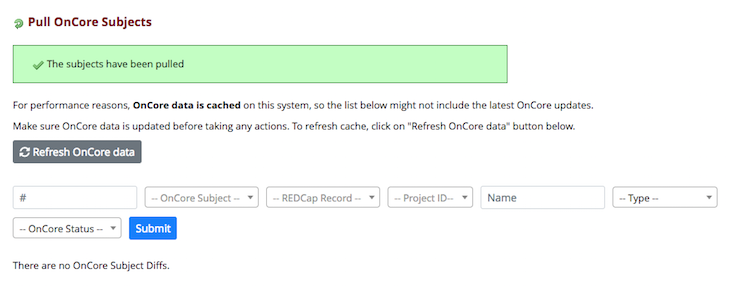 Pull OnCore Subjects
The subjects have been pulled
For performance reasons, OnCore data is cached on this system, so the list below might not include the latest OnCore updates.
Make sure OnCore data is updated before taking any actions. To refresh cache, click on "Refresh OnCore data" button below.
Refresh OnCore data
# -- OnCore Subject -- -- REDCap Record -- -- Project ID-- Name -- Type --
-- OnCore Status -- Submit
There are no OnCore Subject Diffs.